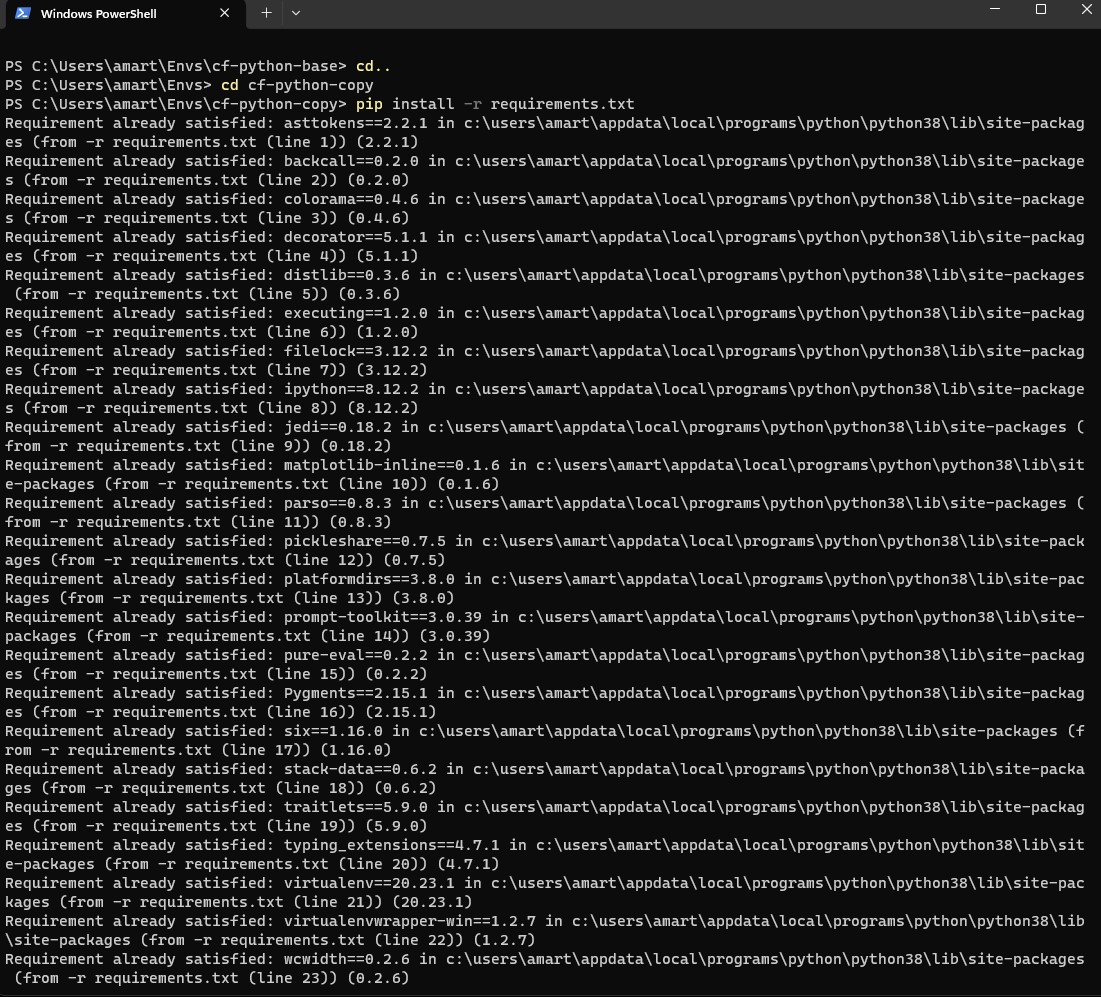 Windows PowerShell
PS C:\Users\amart\Envs\cf-python-base> cd..
PS C:\Users\amart\Envs> cd cf-python-copy
PS C:\Users\amart\Envs\cf-python-copy> pip install -r requirements.txt
Requirement already satisfied: asttokens==2.2.1 in c:\users\amart\appdata\local\programs\python\python38\lib\site-packag
es (from -r requirements.txt (line 1)) (2.2.1)
Requirement already satisfied: backcall==0.2.0 in c:\users\amart\appdata\local\programs\python\python38\lib\site-package
s (from -r requirements.txt (line 2)) (0.2.0)
Requirement already satisfied: colorama==0.4.6 in c:\users\amart\appdata\local\programs\python\python38\lib\site-package
s (from -r requirements.txt (line 3)) (0.4.6)
Requirement already satisfied: decorator==5.1.1 in c:\users\amart\appdata\local\programs\python\python38\lib\site-packag
es (from -r requirements.txt (line 4)) (5.1.1)
Requirement already satisfied: distlib==0.3.6 in c:\users\amart\appdata\local\programs\python\python38\lib\site-packages
 (from -r requirements.txt (line 5)) (0.3.6)
Requirement already satisfied: executing==1.2.0 in c:\users\amart\appdata\local\programs\python\python38\lib\site-packag
es (from -r requirements.txt (line 6)) (1.2.0)
Requirement already satisfied: filelock==3.12.2 in c:\users\amart\appdata\local\programs\python\python38\lib\site-packag
es (from -r requirements.txt (line 7)) (3.12.2)
Requirement already satisfied: ipython==8.12.2 in c:\users\amart\appdata\local\programs\python\python38\lib\site-package
s (from -r requirements.txt (line 8)) (8.12.2)
Requirement already satisfied: jedi==0.18.2 in c:\users\amart\appdata\local\programs\python\python38\lib\site-packages (
from -r requirements.txt (line 9)) (0.18.2)
Requirement already satisfied: matplotlib-inline==0.1.6 in c:\users\amart\appdata\local\programs\python\python38\lib\sit
e-packages (from -r requirements.txt (line 10)) (0.1.6)
Requirement already satisfied: parso==0.8.3 in c:\users\amart\appdata\local\programs\python\python38\lib\site-packages (
from -r requirements.txt (line 11)) (0.8.3)
Requirement already satisfied: pickleshare==0.7.5 in c:\users\amart\appdata\local\programs\python\python38\lib\site-pack
ages (from -r requirements.txt (line 12)) (0.7.5)
Requirement already satisfied: platformdirs==3.8.0 in c:\users\amart\appdata\local\programs\python\python38\lib\site-pac
kages (from -r requirements.txt (line 13)) (3.8.0)
Requirement already satisfied: prompt-toolkit==3.0.39 in c:\users\amart\appdata\local\programs\python\python38\lib\site-
packages (from -r requirements.txt (line 14)) (3.0.39)
Requirement already satisfied: pure-eval==0.2.2 in c:\users\amart\appdata\local\programs\python\python38\lib\site-packag
es (from -r requirements.txt (line 15)) (0.2.2)
Requirement already satisfied: Pygments==2.15.1 in c:\users\amart\appdata\local\programs\python\python38\lib\site-packag
es (from -r requirements.txt (line 16)) (2.15.1)
Requirement already satisfied: six==1.16.0 in c:\users\amart\appdata\local\programs\python\python38\lib\site-packages (f
rom -r requirements.txt (line 17)) (1.16.0)
Requirement already satisfied: stack-data==0.6.2 in c:\users\amart\appdata\local\programs\python\python38\lib\site-packa
ges (from -r requirements.txt (line 18)) (0.6.2)
Requirement already satisfied: traitlets==5.9.0 in c:\users\amart\appdata\local\programs\python\python38\lib\site-packag
es (from -r requirements.txt (line 19)) (5.9.0)
Requirement already satisfied: typing_extensions==4.7.1 in c:\users\amart\appdata\local\programs\python\python38\lib\sit
e-packages (from -r requirements.txt (line 20)) (4.7.1)
Requirement already satisfied: virtualenv==20.23.1 in c:\users\amart\appdata\local\programs\python\python38\lib\site-pac
kages (from -r requirements.txt (line 21)) (20.23.1)
Requirement already satisfied: virtualenvwrapper-win==1.2.7 in c:\users\amart\appdata\local\programs\python\python38\lib
\site-packages (from -r requirements.txt (line 22)) (1.2.7)
Requirement already satisfied: wcwidth==0.2.6 in c:\users\amart\appdata\local\programs\python\python38\lib\site-packages
 (from -r requirements.txt (line 23)) (0.2.6)